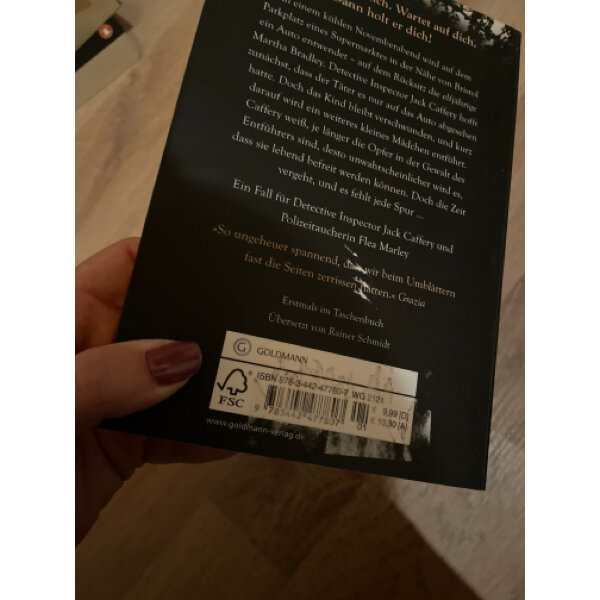 dich. Wartet auf dich.
Dann holt er dich!
einem kühlen Novemberabend wird auf dem
Parkplatz eines Supermarktes in der Nähe von Bristol
ein Auto entwendet – auf dem Rücksitz die elfjährige
Martha Bradley. Detective Inspector Jack Caffery hofft
zunächst, dass der Täter es nur auf das Auto abgesehen
hatte. Doch das Kind bleibt verschwunden, und kurz
darauf wird ein weiteres kleines Mädchen entführt.
Caffery weiß, je länger die Opfer in der Gewalt des
Entführers sind, desto unwahrscheinlicher wird es,
dass sie lebend befreit werden können. Doch die Zeit
vergeht, und es fehlt jede Spur ...
Ein Fall für Detective Inspector Jack Caffery und
Polizeitaucherin Flea Marley
»So ungeheuer spannend, dass wir beim Umblättern
fast die Seiten zerrissen hätten.« Grazia
Erstmals im Taschenbuch
Übersetzt von Rainer Schmidt
G GOLDMANN
ISBN 978-3-442-47780-7 WG 2121
FSC
€ 9,99 [D]
€ 10,30 [A]
9 783442 477807 01
www.goldmann-verlag.de